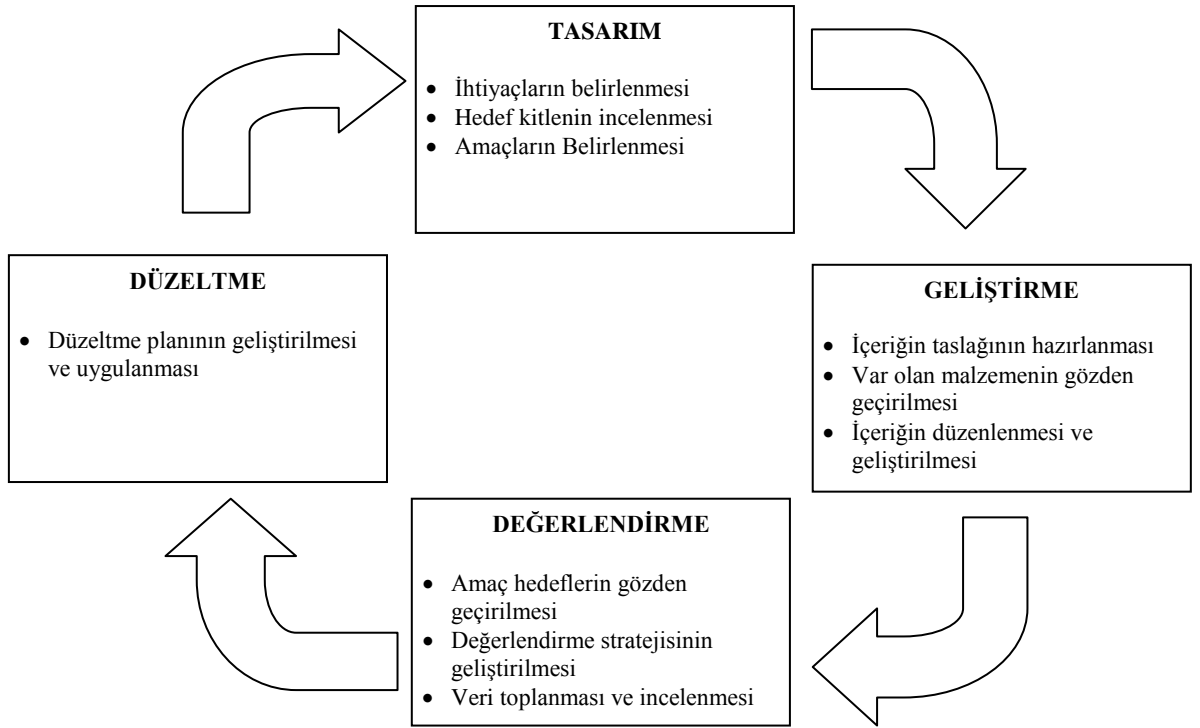 TASARIM
• İhtiyaçların belirlenmesi
• Hedef kitlenin incelenmesi
• Amaçların Belirlenmesi
GELİŞTİRME
• İçeriğin taslağının hazırlanması
• Var olan malzemenin gözden
geçirilmesi
• İçeriğin düzenlenmesi ve
geliştirilmesi
DEĞERLENDİRME
• Amaç hedeflerin gözden
geçirilmesi
• Değerlendirme stratejisinin
geliştirilmesi
• Veri toplanması ve incelenmesi
DÜZELTME
• Düzeltme planının geliştirilmesi
ve uygulanması